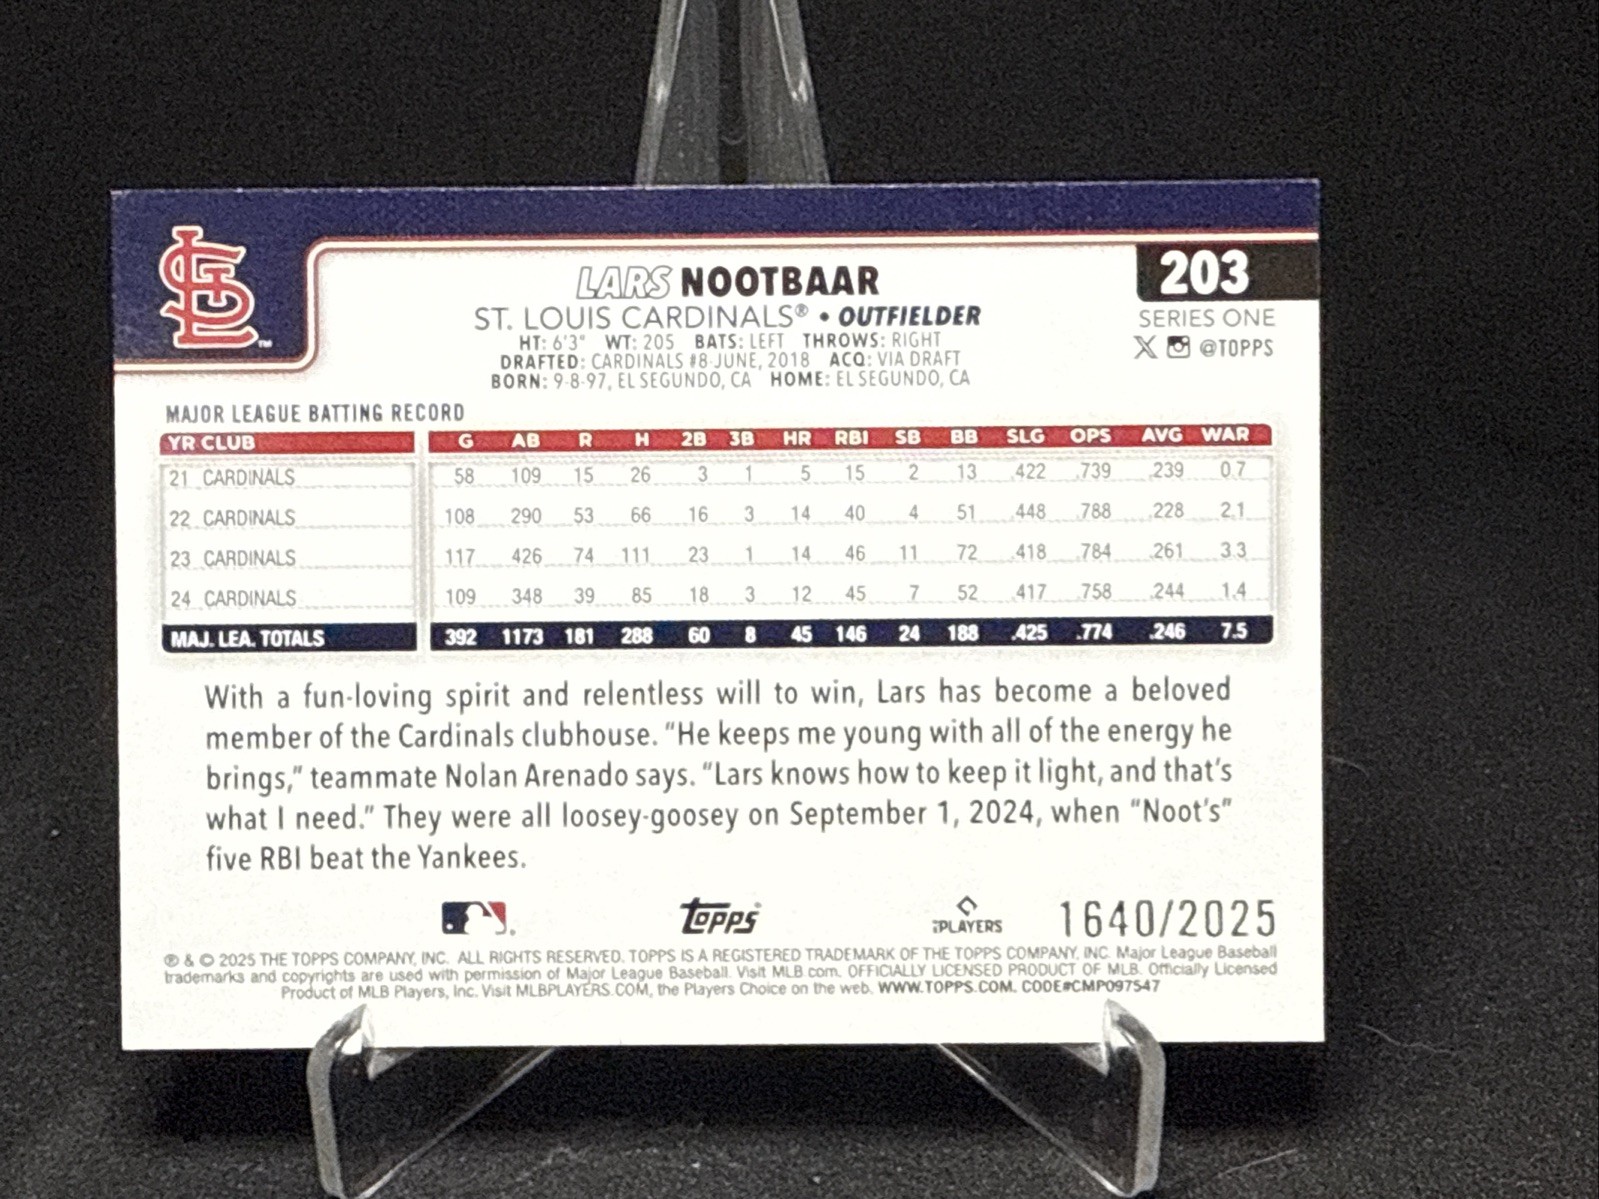 STL™
LARS NOOTBAAR
203
ST. LOUIS CARDINALS® • OUTFIELDER
SERIES ONE
HT: 6'3" WT: 205 BATS: LEFT THROWS: RIGHT
@TOPPS
DRAFTED: CARDINALS #8-JUNE, 2018 ACQ: VIA DRAFT
BORN: 9-8-97, EL SEGUNDO, CA HOME: EL SEGUNDO, CA
MAJOR LEAGUE BATTING RECORD
YR CLUB G AB R H 2B 3B HR RBI SB BB SLG OPS AVG WAR
21 CARDINALS 58 109 15 26 3 1 5 15 2 13 .422 .739 .239 0.7
22 CARDINALS 108 290 53 66 16 3 14 40 4 51 .448 .788 .228 2.1
23 CARDINALS 117 426 74 111 23 1 14 46 11 72 .418 .784 .261 3.3
24 CARDINALS 109 348 39 85 18 3 12 45 7 52 .417 .758 .244 1.4
MAJ. LEA. TOTALS 392 1173 181 288 60 8 45 146 24 188 .425 .774 .246 7.5
With a fun-loving spirit and relentless will to win, Lars has become a beloved
member of the Cardinals clubhouse. "He keeps me young with all of the energy he
brings," teammate Nolan Arenado says. "Lars knows how to keep it light, and that's
what I need." They were all loosey-goosey on September 1, 2024, when "Noot's"
five RBI beat the Yankees.
topps® PLAYERS 1640/2025
® & © 2025 THE TOPPS COMPANY, INC. ALL RIGHTS RESERVED. TOPPS IS A REGISTERED TRADEMARK OF THE TOPPS COMPANY, INC. Major League Baseball
trademarks and copyrights are used with permission of Major League Baseball. Visit MLB.com. OFFICIALLY LICENSED PRODUCT OF MLB. Officially Licensed
Product of MLB Players, Inc. Visit MLBPLAYERS.COM, the Players Choice on the web. WWW.TOPPS.COM. CODE#CMP097547